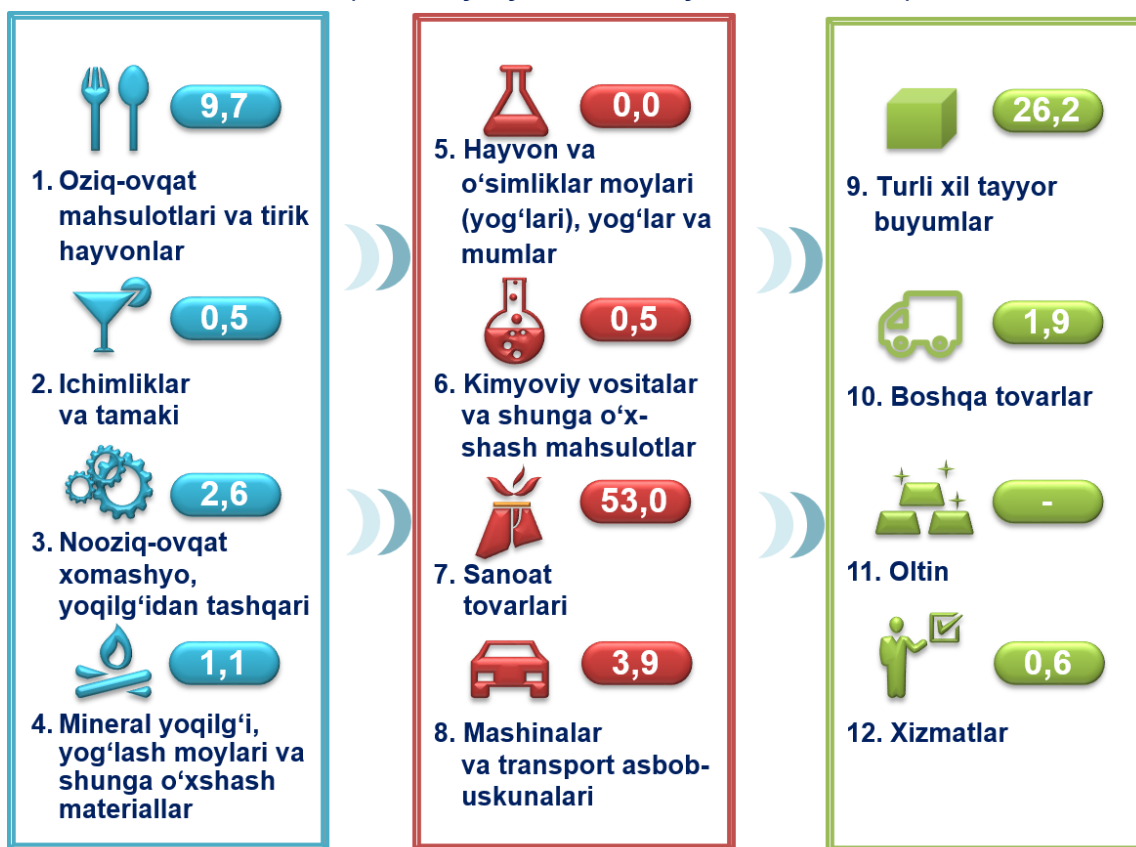 9,7
1. Oziq-ovqat
mahsulotlari va tirik
hayvonlar
0,5
2. Ichimliklar
va tamaki
2,6
3. Nooziq-ovqat
xomashyo,
yoqilg‘idan tashqari
1,1
4. Mineral yoqilg‘i,
yog‘lash moylari va
shunga o‘xshash
materiallar
0,0
5. Hayvon va
o‘simliklar moylari
(yog‘lari), yog‘lar va
mumlar
0,5
6. Kimyoviy vositalar
va shunga o‘x-
shash mahsulotlar
53,0
7. Sanoat
tovarlari
3,9
8. Mashinalar
va transport asbob-
uskunalari
26,2
9. Turli xil tayyor
buyumlar
1,9
10. Boshqa tovarlar
-
11. Oltin
0,6
12. Xizmatlar